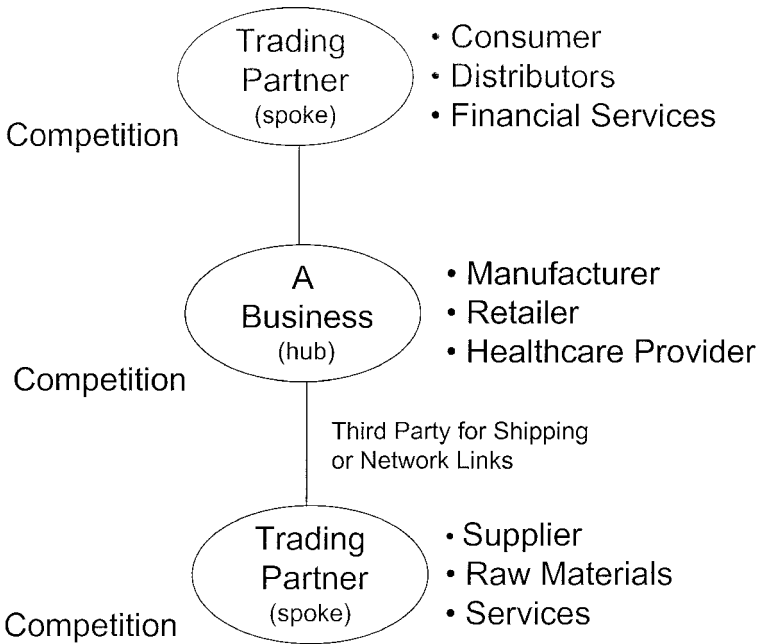 Trading
Partner
(spoke)
• Consumer
• Distributors
• Financial Services
Competition
A
Business
(hub)
• Manufacturer
• Retailer
• Healthcare Provider
Competition
Third Party for Shipping
or Network Links
Trading
Partner
(spoke)
• Supplier
• Raw Materials
• Services
Competition